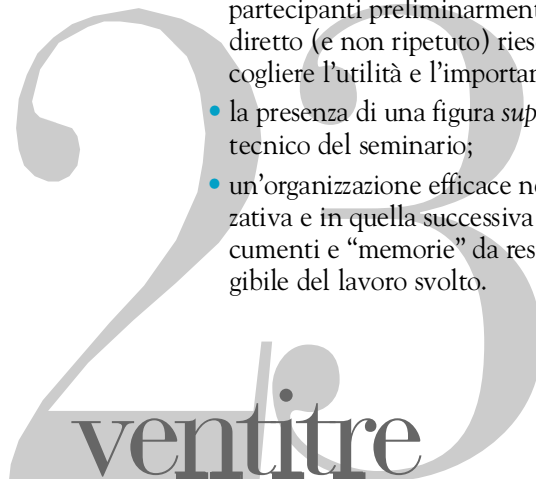 partecipanti preliminarment
diretto (e non ripetuto) ries
cogliere l'utilità e l'importan
• la presenza di una figura sup
tecnico del seminario;
• un'organizzazione efficace ne
zativa e in quella successiva
cumenti e “memorie” da res
gibile del lavoro svolto.
23
ventitre